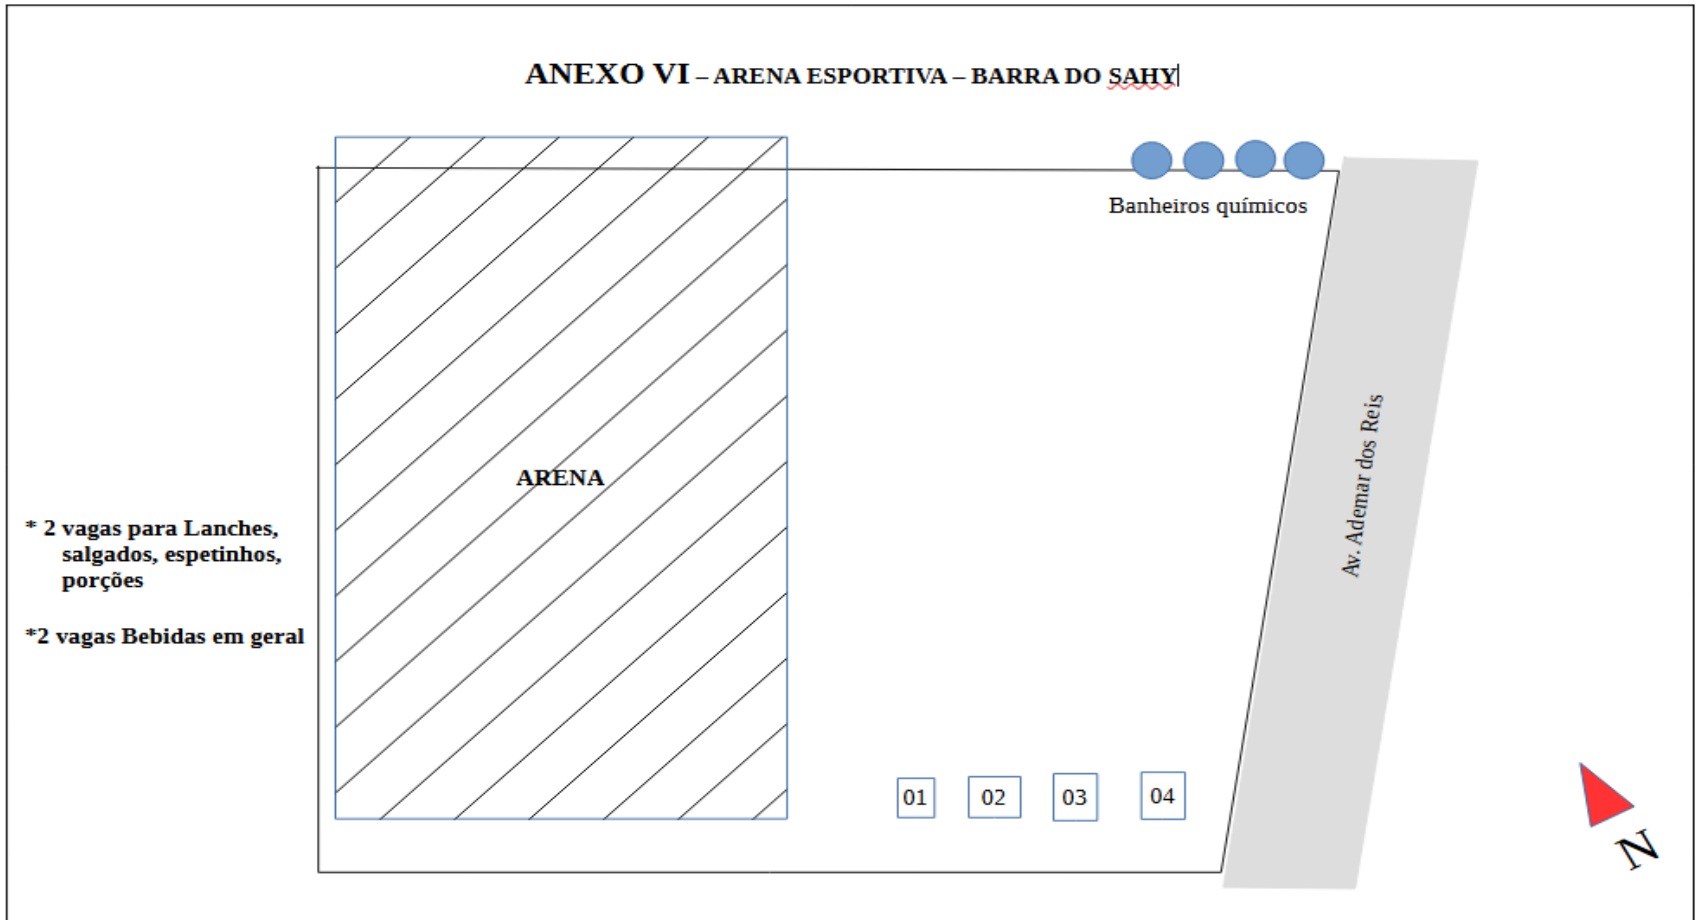 ANEXO VI – ARENA ESPORTIVA – BARRA DO SAHY
Banheiros químicos
Av. Ademar dos Reis
ARENA
* 2 vagas para Lanches,
salgados, espetinhos,
porções
*2 vagas Bebidas em geral
01 02 03 04
N